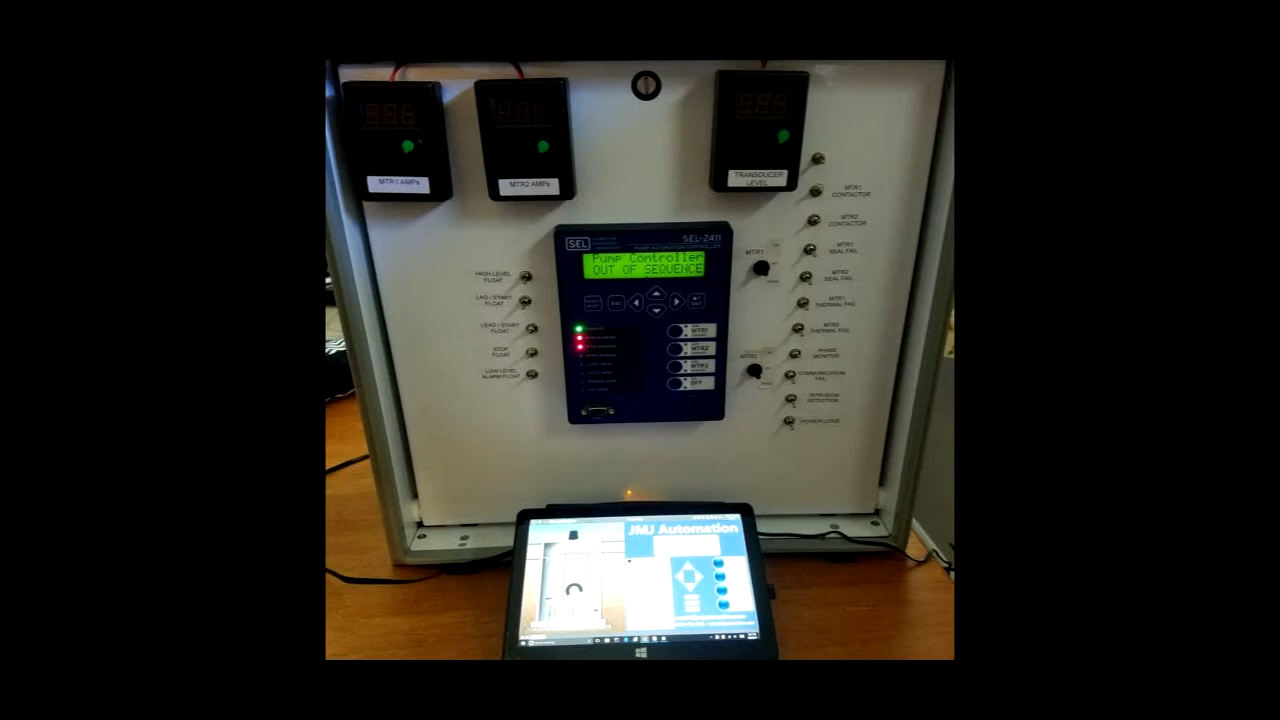 MTR1 AMPs
MTR2 AMPs
TRANSDUCER
LEVEL
MTR1
CONTACTOR
MTR2
CONTACTOR
MTR1
SEAL FAIL
MTR2
SEAL FAIL
MTR1
THERMAL FAIL
MTR2
THERMAL FAIL
PHASE
MONITOR
COMMUNICATION
FAIL
INTRUSION
DETECTION
POWER LOSS
HIGH LEVEL
FLOAT
LAG / START
FLOAT
LEAD / START
FLOAT
STOP
FLOAT
LOW LEVEL
ALARM FLOAT
SEL
SEL-2411
PUMP AUTOMATION CONTROLLER
Pump Controller
OUT OF SEQUENCE
ESC
MTR1
MTR2
MTR3
OFF
MTR1
MTR2
JMJ Automation